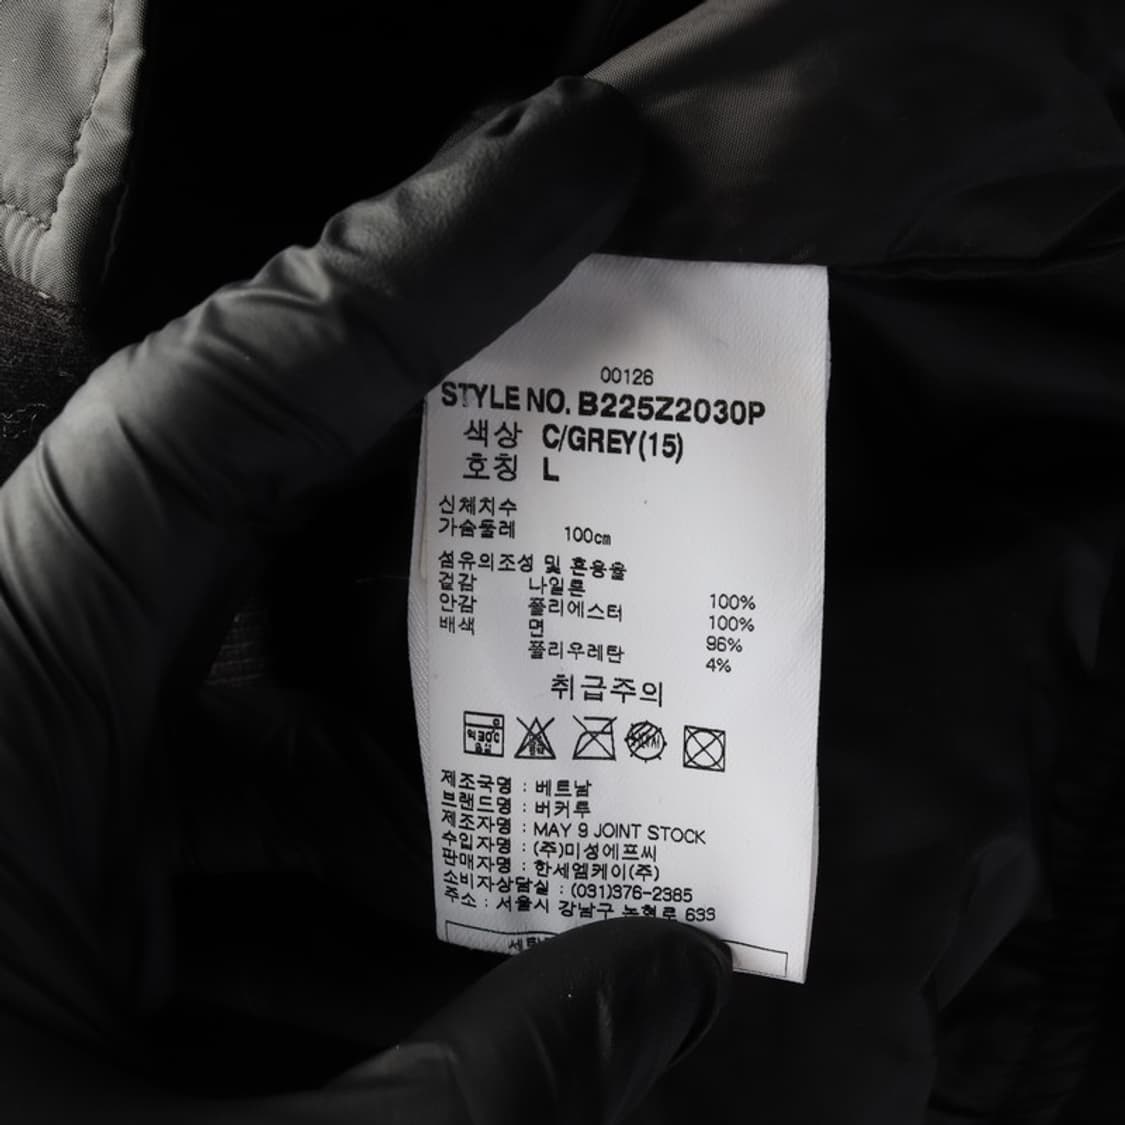 00126
STYLE NO. B225Z2030P
색상 C/GREY(15)
호칭 L
신체치수
가슴둘레 100cm
섬유의조성 및 혼용율
겉감 나일론 100%
안감 폴리에스터 100%
배색 면 96%
폴리우레탄 4%
취급주의
제조국명 : 베트남
브랜드명 : 버커루
제조자명 : MAY 9 JOINT STOCK
수입자명 : (주)미성에프씨
판매자명 : 한세엠케이(주)
소비자상담실 : (031)376-2385
주소 : 서울시 강남구 논현로 633